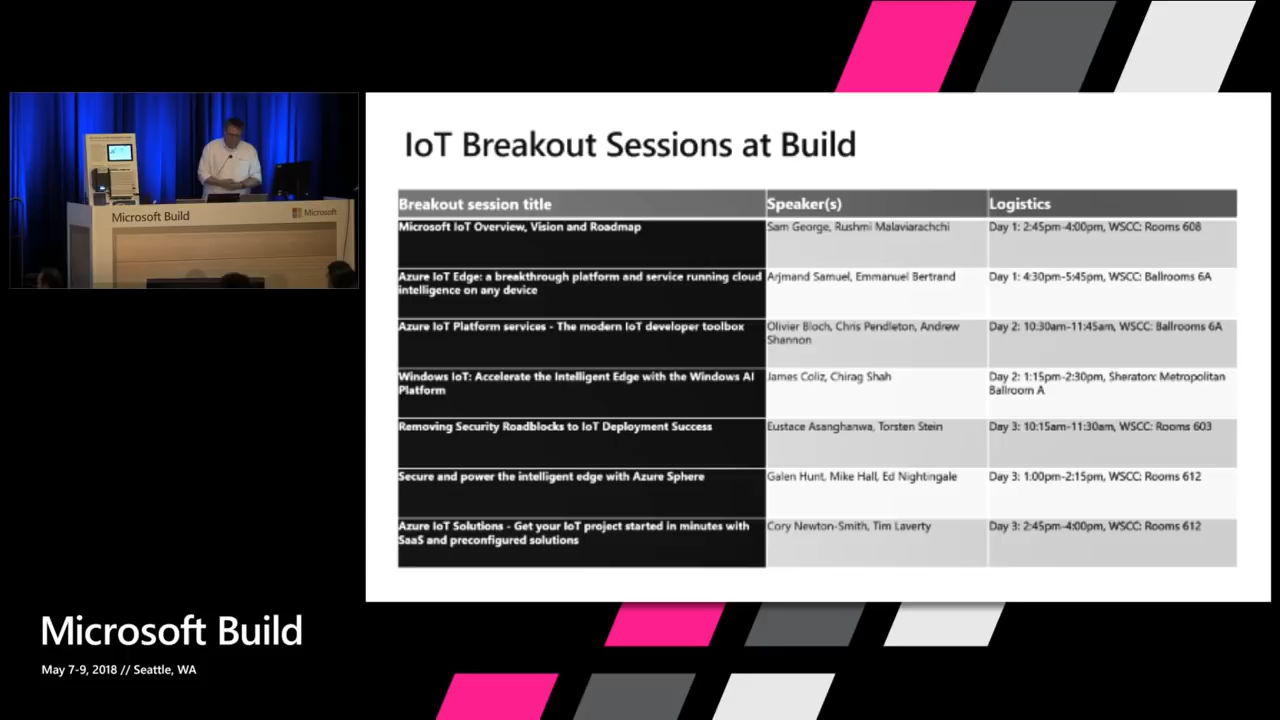 IoT Breakout Sessions at Build
Breakout session title Speaker(s) Logistics
Microsoft IoT Overview, Vision and Roadmap Sam George, Rushmi Malaviarachchi Day 1: 2:45pm-4:00pm, WSCC: Rooms 608
Azure IoT Edge: a breakthrough platform and service running cloud Arjmand Samuel, Emmanuel Bertrand Day 1: 4:30pm-5:45pm, WSCC: Ballrooms 6A
intelligence on any device
Azure IoT Platform services - The modern IoT developer toolbox Olivier Bloch, Chris Pendleton, Andrew Day 2: 10:30am-11:45am, WSCC: Ballrooms 6A
Shannon
Windows IoT: Accelerate the Intelligent Edge with the Windows AI James Coliz, Chirag Shah Day 2: 1:15pm-2:30pm, Sheraton: Metropolitan
Platform Ballroom A
Removing Security Roadblocks to IoT Deployment Success Eustace Asanghanwa, Torsten Stein Day 3: 10:15am-11:30am, WSCC: Rooms 603
Secure and power the intelligent edge with Azure Sphere Galen Hunt, Mike Hall, Ed Nightingale Day 3: 1:00pm-2:15pm, WSCC: Rooms 612
Azure IoT Solutions - Get your IoT project started in minutes with Cory Newton-Smith, Tim Laverty Day 3: 2:45pm-4:00pm, WSCC: Rooms 612
SaaS and preconfigured solutions
Microsoft Build Microsoft
Microsoft Build
May 7-9, 2018 // Seattle, WA